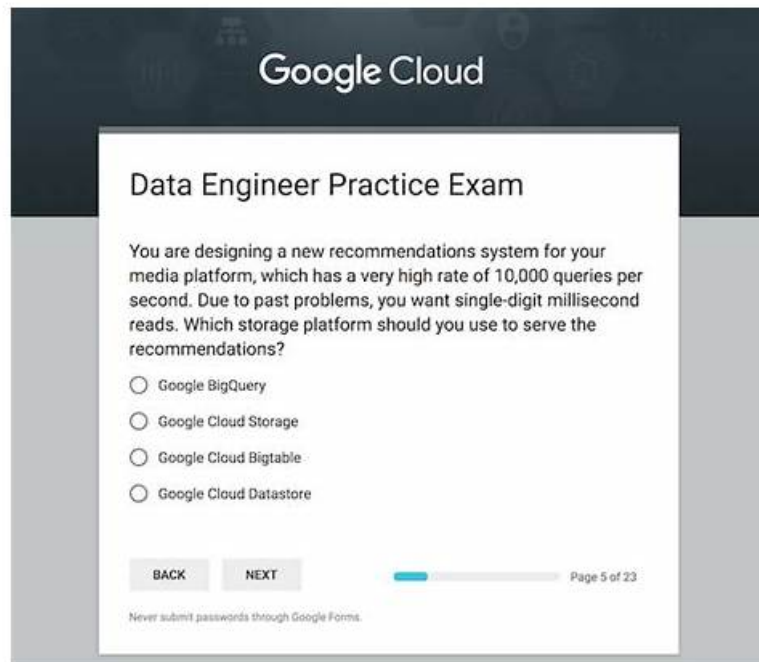 Google Cloud
Data Engineer Practice Exam
You are designing a new recommendations system for your
media platform, which has a very high rate of 10,000 queries per
second. Due to past problems, you want single-digit millisecond
reads. Which storage platform should you use to serve the
recommendations?
Google BigQuery
Google Cloud Storage
Google Cloud Bigtable
Google Cloud Datastore
BACK NEXT Page 5 of 23
Never submit passwords through Google Forms.